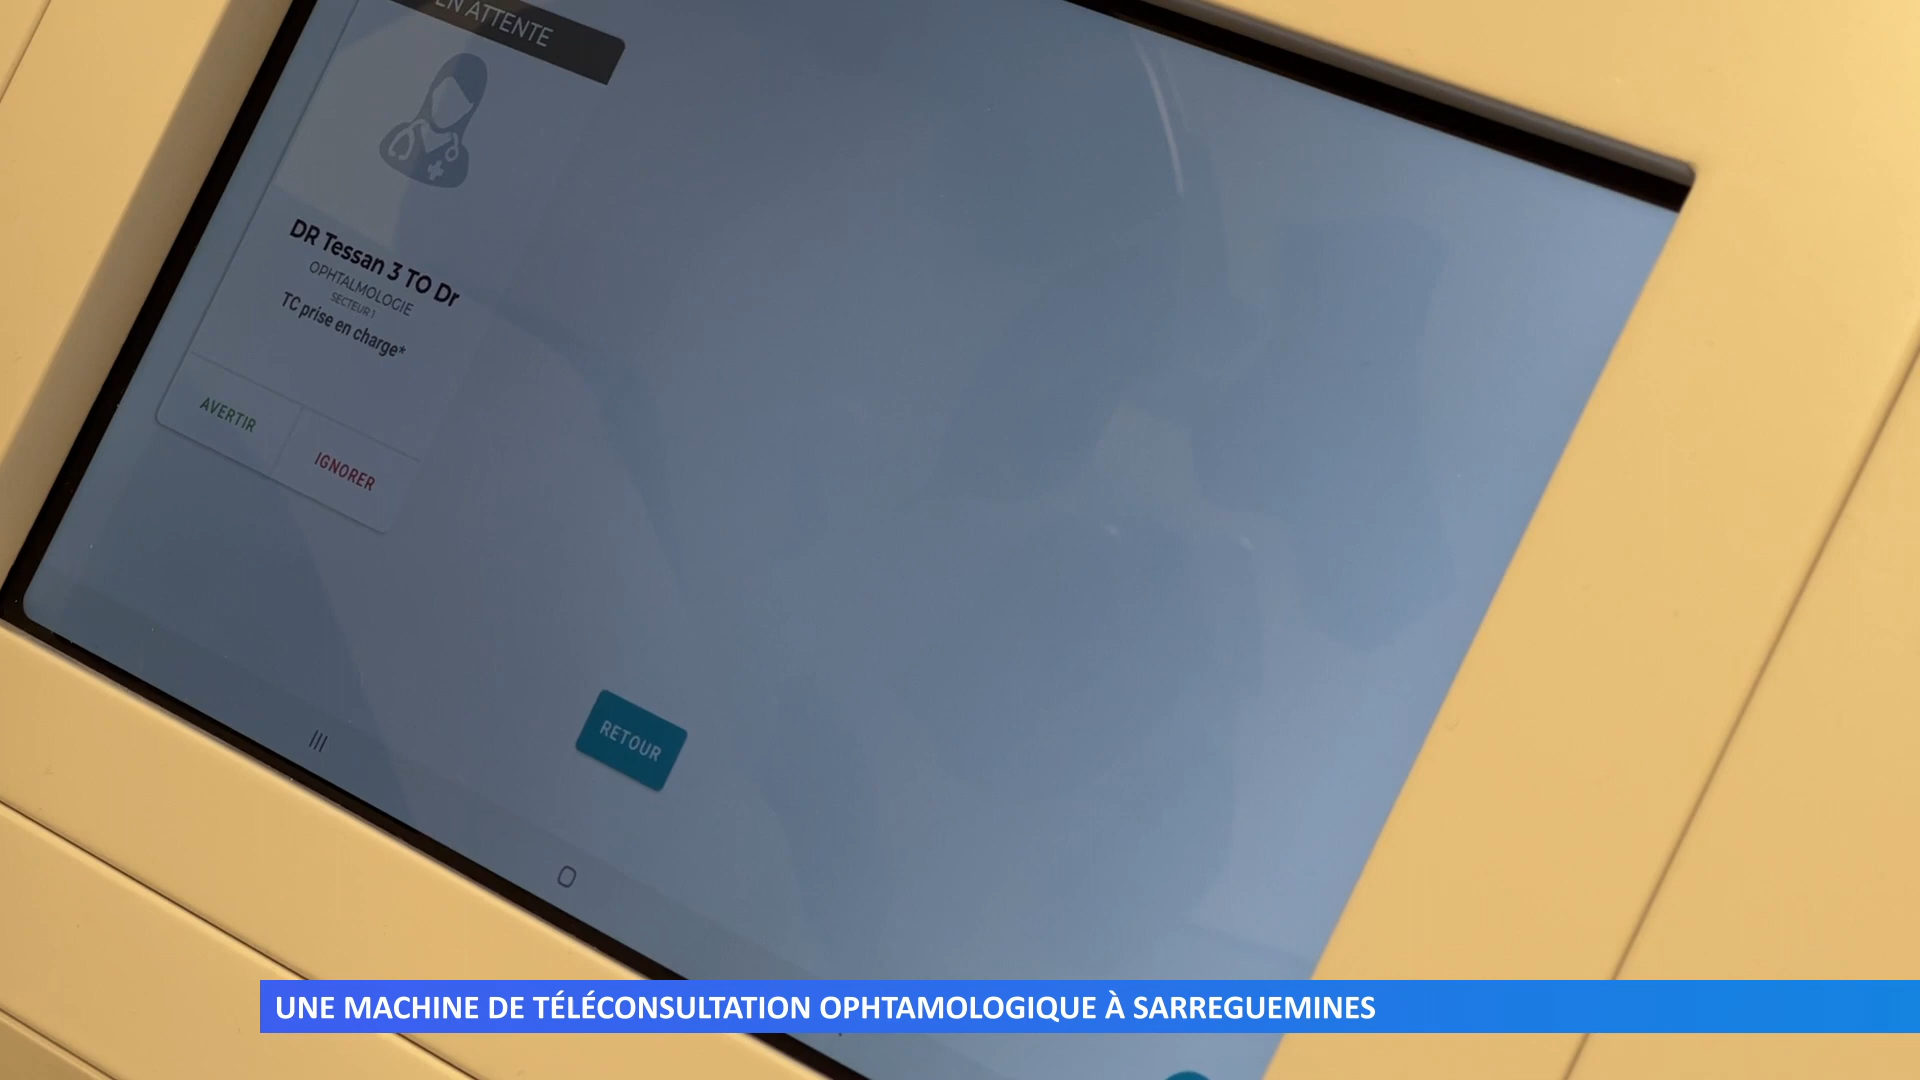 EN ATTENTE
DR Tessan 3 TO Dr
OPHTALMOLOGIE
SECTEUR 1
TC prise en charge*
AVERTIR
IGNORER
RETOUR
UNE MACHINE DE TÉLÉCONSULTATION OPHTAMOLOGIQUE À SARREGUEMINES